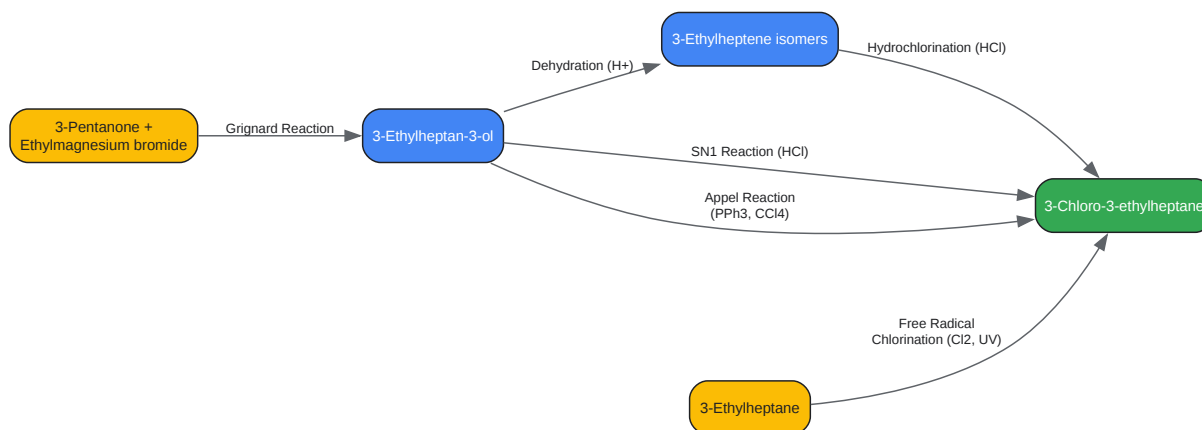 3-Ethylheptene isomers
Hydrochlorination (HCl)
Dehydration (H+)
3-Pentanone +
Ethylmagnesium bromide
Grignard Reaction
3-Ethylheptan-3-ol
SN1 Reaction (HCl)
Appel Reaction
(PPh3, CCl4)
3-Chloro-3-ethylheptane
Free Radical
Chlorination (Cl2, UV)
3-Ethylheptane